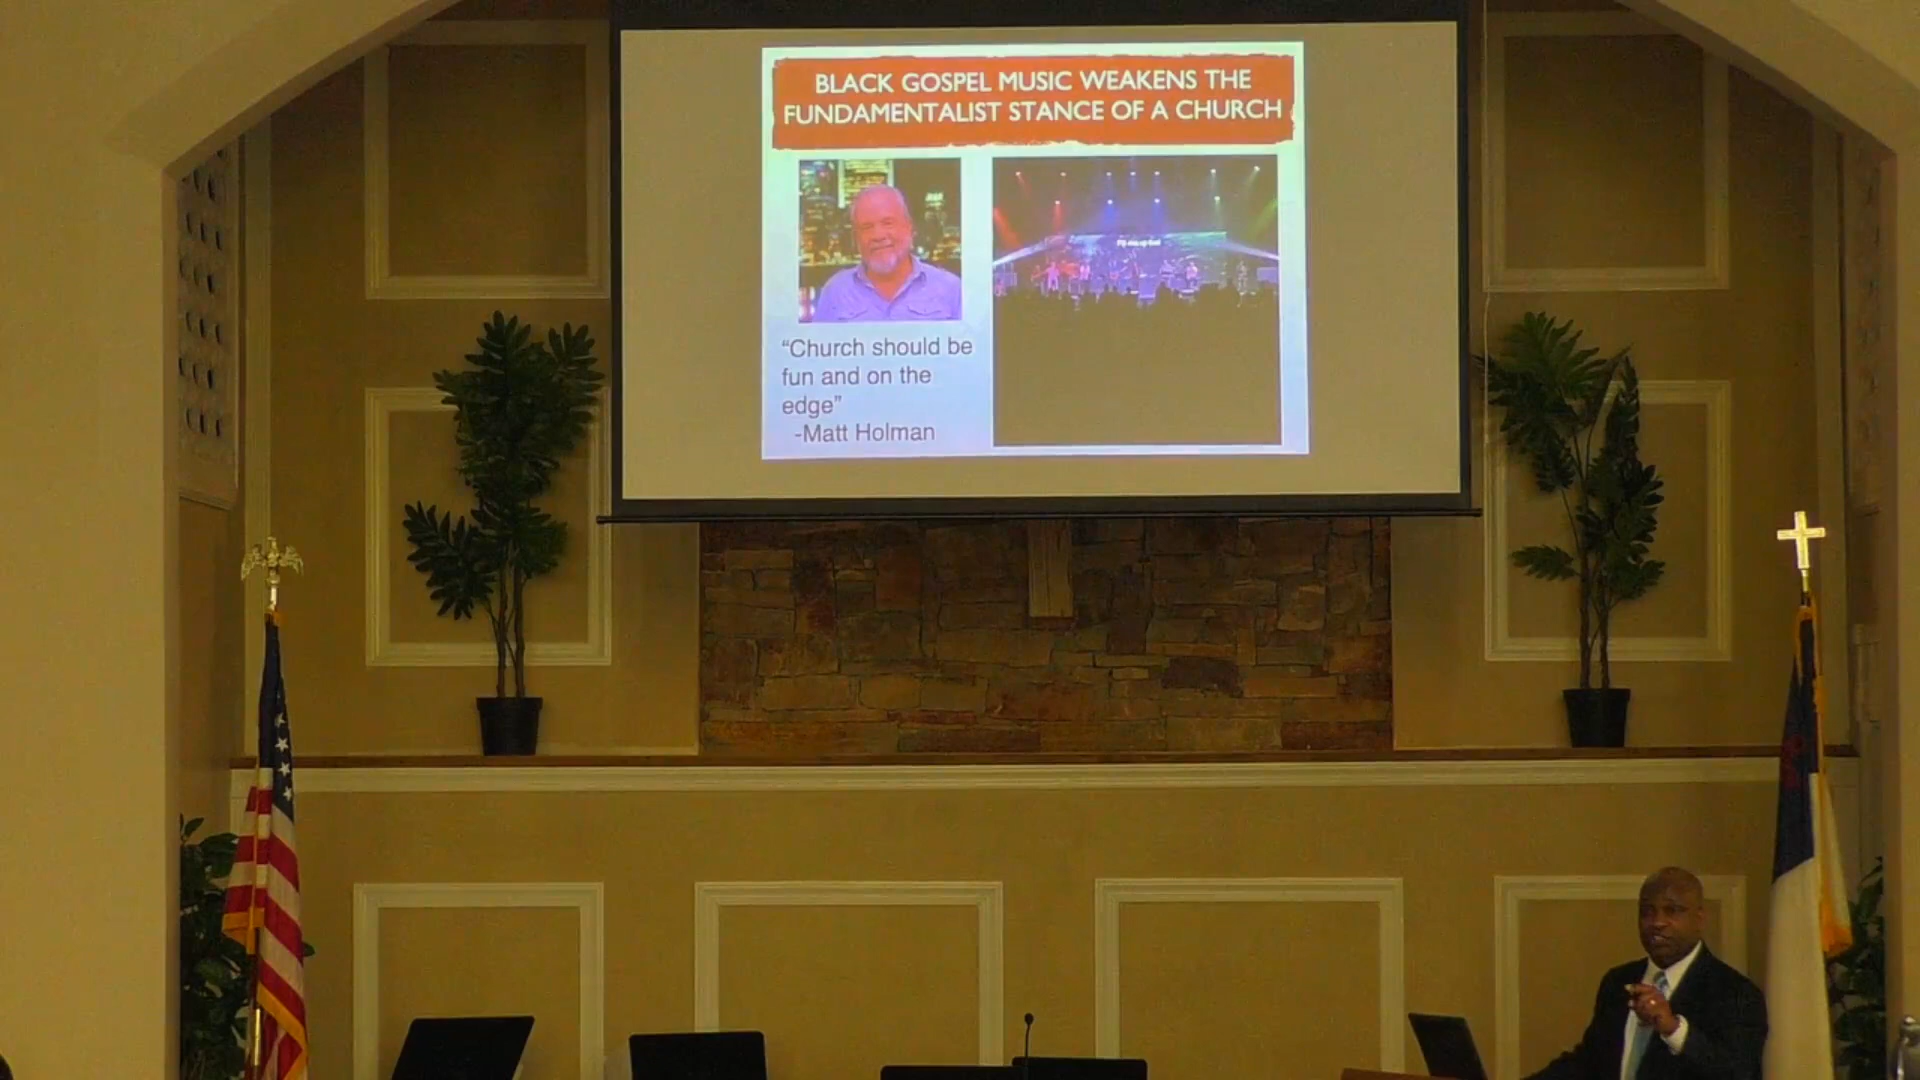 BLACK GOSPEL MUSIC WEAKENS THE
FUNDAMENTALIST STANCE OF A CHURCH
“Church should be
fun and on the
edge”
-Matt Holman